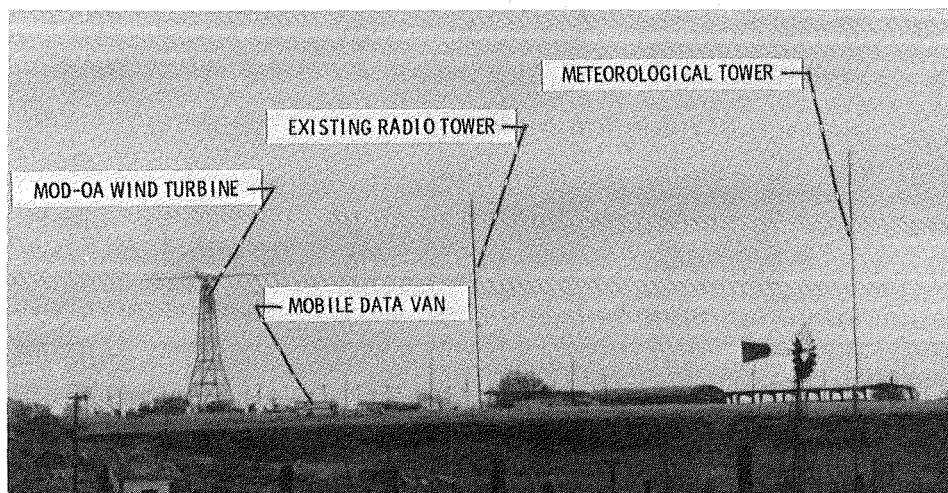 METEOROLOGICAL TOWER
EXISTING RADIO TOWER
MOD-OA WIND TURBINE
MOBILE DATA VAN